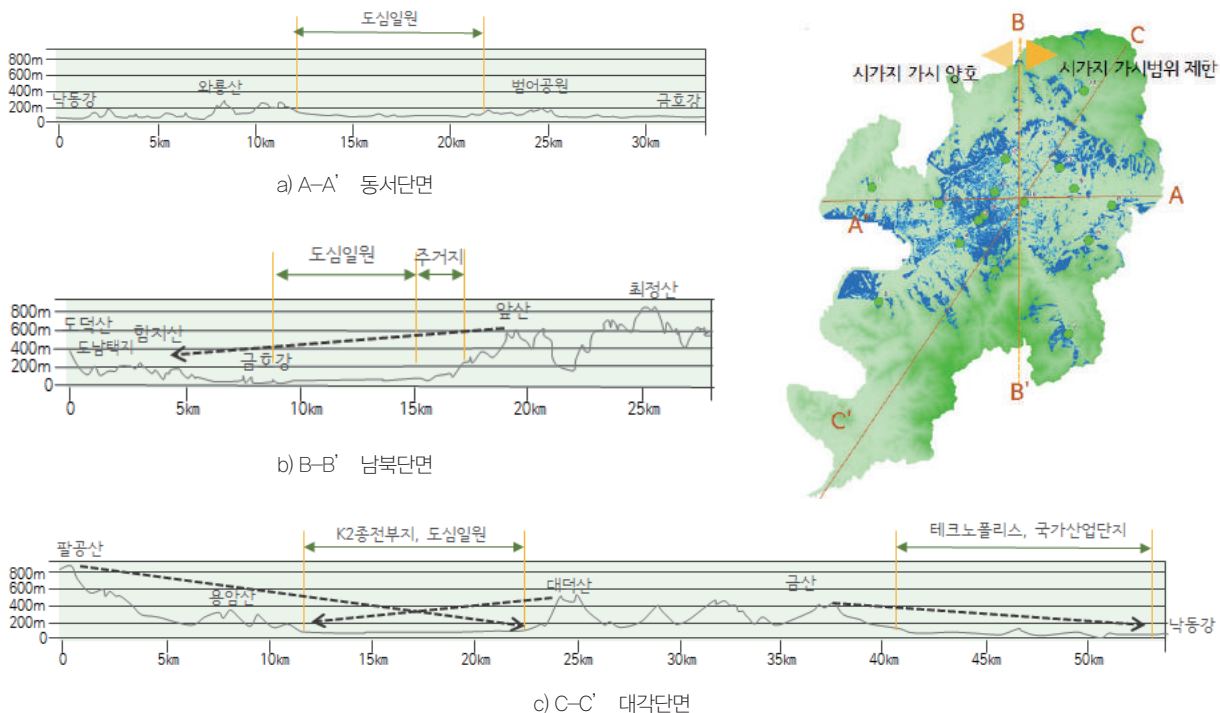 도심일원
800m
600m
400m
200m
0
낙동강
와룡산
범어공원
금호강
0
5km
10km
15km
20km
25km
30km
a) A–A’ 동서단면
도심일원
주거지
800m
600m
400m
200m
0
도덕산
도남택지
함지산
금호강
앞산
최정산
0
5km
10km
15km
20km
25km
b) B–B’ 남북단면
B
C
시가지 가시 양호
시가지 가시범위 제한
A
A'
B'
C'
K2종전부지, 도심일원
테크노폴리스, 국가산업단지
팔공산
800m
600m
400m
200m
0
용암산
대덕산
금산
낙동강
0
5km
10km
15km
20km
25km
30km
35km
40km
45km
50km
c) C–C’ 대각단면